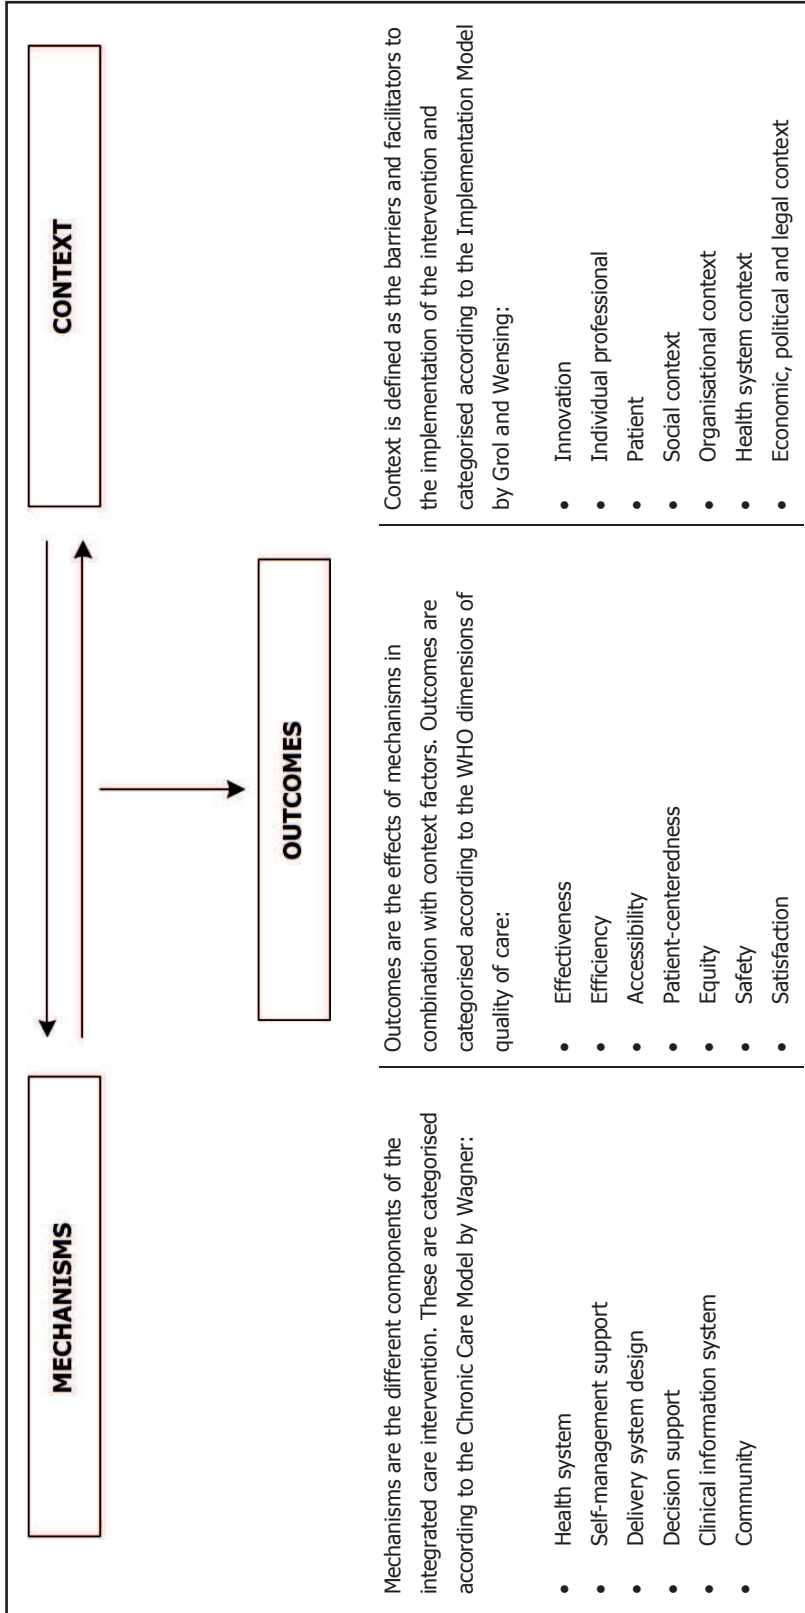 MECHANISMS
CONTEXT
OUTCOMES
Mechanisms are the different components of the
integrated care intervention. These are categorised
according to the Chronic Care Model by Wagner:
• Health system
• Self-management support
• Delivery system design
• Decision support
• Clinical information system
• Community
Outcomes are the effects of mechanisms in
combination with context factors. Outcomes are
categorised according to the WHO dimensions of
quality of care:
• Effectiveness
• Efficiency
• Accessibility
• Patient-centeredness
• Equity
• Safety
• Satisfaction
Context is defined as the barriers and facilitators to
the implementation of the intervention and
categorised according to the Implementation Model
by Grol and Wensing:
• Innovation
• Individual professional
• Patient
• Social context
• Organisational context
• Health system context
• Economic, political and legal context